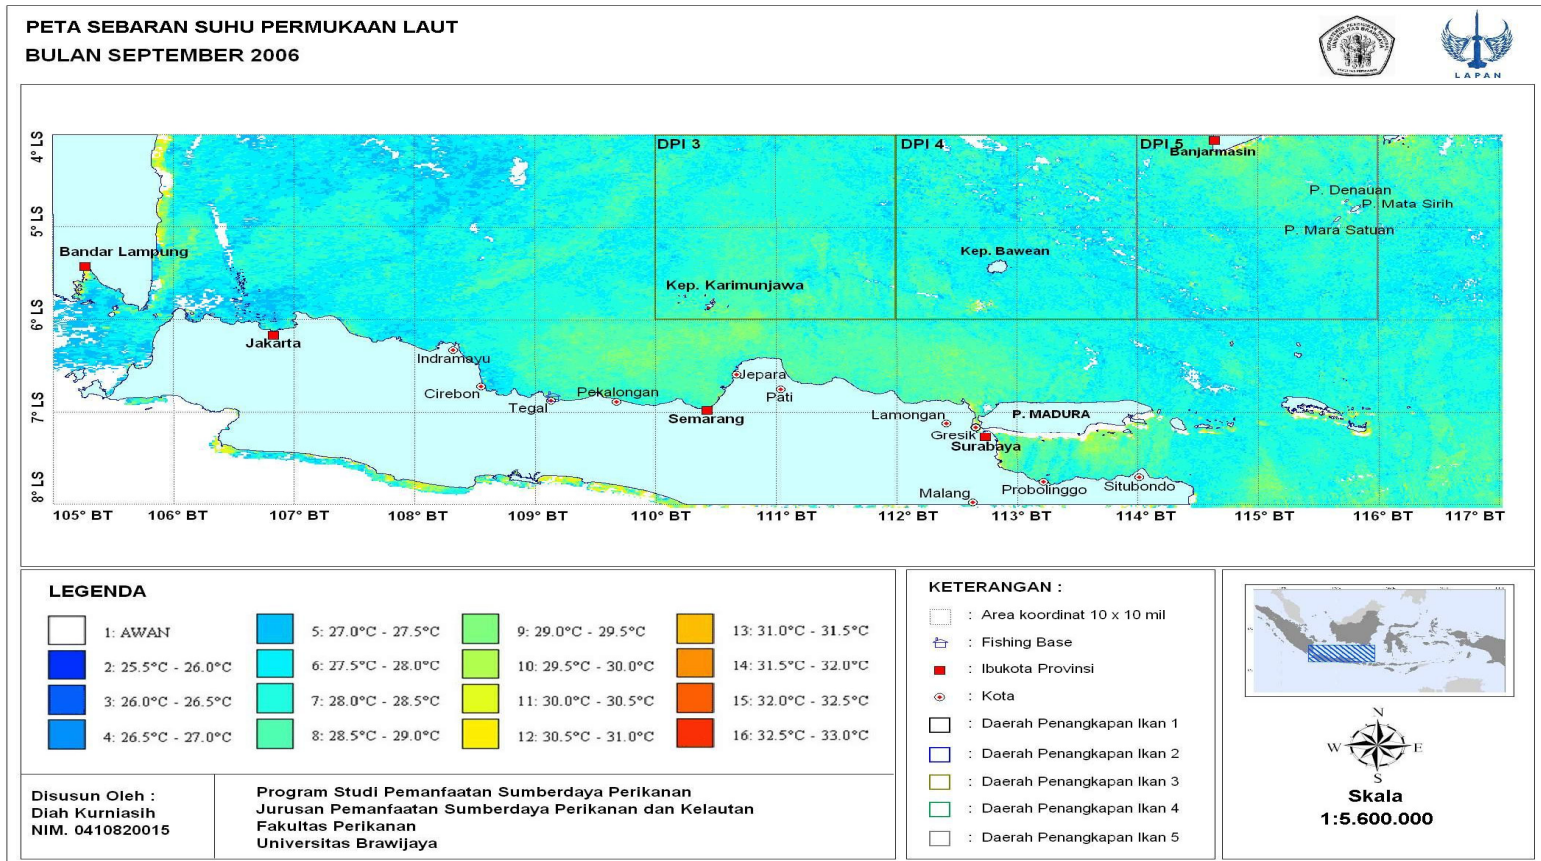 PETA SEBARAN SUHU PERMUKAAN LAUT
BULAN SEPTEMBER 2006
LAPAN
4° LS
5° LS
6° LS
7° LS
8° LS
DPI 3
DPI 4
DPI 5
Banjarmasin
P. Denauan
P. Mata Sirih
P. Mara Satuan
Bandar Lampung
Kep. Bawean
Kep. Karimunjawa
Jakarta
Indramayu
Cirebon
Tegal
Pekalongan
Semarang
Jepara
Pati
Lamongan
P. MADURA
Gresik
Surabaya
Malang
Probolinggo
Situbondo
105° BT
106° BT
107° BT
108° BT
109° BT
110° BT
111° BT
112° BT
113° BT
114° BT
115° BT
116° BT
117° BT
LEGENDA
1: AWAN
2: 25.5°C - 26.0°C
3: 26.0°C - 26.5°C
4: 26.5°C - 27.0°C
5: 27.0°C - 27.5°C
6: 27.5°C - 28.0°C
7: 28.0°C - 28.5°C
8: 28.5°C - 29.0°C
9: 29.0°C - 29.5°C
10: 29.5°C - 30.0°C
11: 30.0°C - 30.5°C
12: 30.5°C - 31.0°C
13: 31.0°C - 31.5°C
14: 31.5°C - 32.0°C
15: 32.0°C - 32.5°C
16: 32.5°C - 33.0°C
Disusun Oleh :
Diah Kurniasih
NIM. 0410820015
Program Studi Pemanfaatan Sumberdaya Perikanan
Jurusan Pemanfaatan Sumberdaya Perikanan dan Kelautan
Fakultas Perikanan
Universitas Brawijaya
KETERANGAN :
: Area koordinat 10 x 10 mil
: Fishing Base
: Ibukota Provinsi
: Kota
: Daerah Penangkapan Ikan 1
: Daerah Penangkapan Ikan 2
: Daerah Penangkapan Ikan 3
: Daerah Penangkapan Ikan 4
: Daerah Penangkapan Ikan 5
N
W
E
S
Skala
1:5.600.000